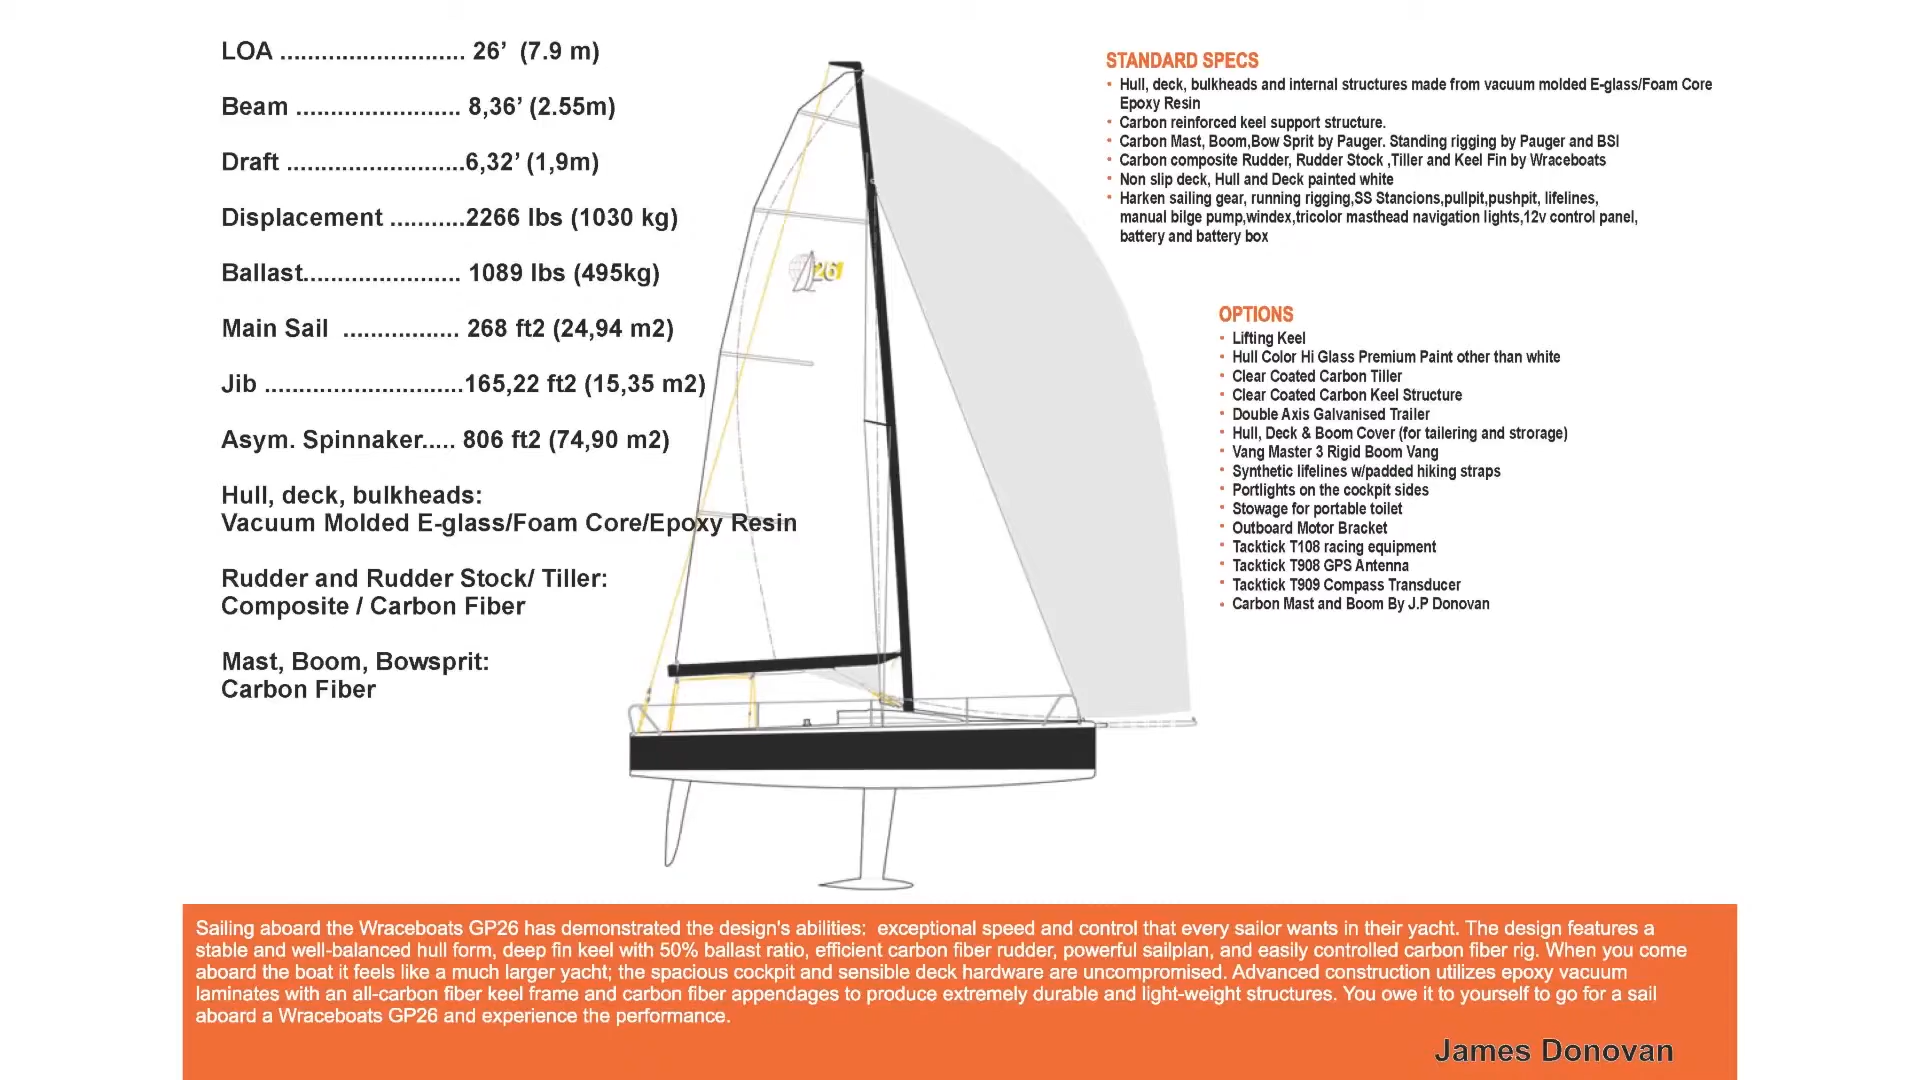 LOA ........................... 26’ (7.9 m)
Beam ........................ 8,36’ (2.55m)
Draft ..........................6,32’ (1,9m)
Displacement ...........2266 lbs (1030 kg)
Ballast....................... 1089 lbs (495kg)
Main Sail ................. 268 ft2 (24,94 m2)
Jib .............................165,22 ft2 (15,35 m2)
Asym. Spinnaker..... 806 ft2 (74,90 m2)
Hull, deck, bulkheads:
Vacuum Molded E-glass/Foam Core/Epoxy Resin
Rudder and Rudder Stock/ Tiller:
Composite / Carbon Fiber
Mast, Boom, Bowsprit:
Carbon Fiber
26
STANDARD SPECS
• Hull, deck, bulkheads and internal structures made from vacuum molded E-glass/Foam Core
Epoxy Resin
• Carbon reinforced keel support structure.
• Carbon Mast, Boom,Bow Sprit by Pauger. Standing rigging by Pauger and BSI
• Carbon composite Rudder, Rudder Stock ,Tiller and Keel Fin by Wraceboats
• Non slip deck, Hull and Deck painted white
• Harken sailing gear, running rigging,SS Stancions,pullpit,pushpit, lifelines,
manual bilge pump,windex,tricolor masthead navigation lights,12v control panel,
battery and battery box
OPTIONS
• Lifting Keel
• Hull Color Hi Glass Premium Paint other than white
• Clear Coated Carbon Tiller
• Clear Coated Carbon Keel Structure
• Double Axis Galvanised Trailer
• Hull, Deck & Boom Cover (for tailering and strorage)
• Vang Master 3 Rigid Boom Vang
• Synthetic lifelines w/padded hiking straps
• Portlights on the cockpit sides
• Stowage for portable toilet
• Outboard Motor Bracket
• Tacktick T108 racing equipment
• Tacktick T908 GPS Antenna
• Tacktick T909 Compass Transducer
• Carbon Mast and Boom By J.P Donovan
Sailing aboard the Wraceboats GP26 has demonstrated the design's abilities: exceptional speed and control that every sailor wants in their yacht. The design features a
stable and well-balanced hull form, deep fin keel with 50% ballast ratio, efficient carbon fiber rudder, powerful sailplan, and easily controlled carbon fiber rig. When you come
aboard the boat it feels like a much larger yacht; the spacious cockpit and sensible deck hardware are uncompromised. Advanced construction utilizes epoxy vacuum
laminates with an all-carbon fiber keel frame and carbon fiber appendages to produce extremely durable and light-weight structures. You owe it to yourself to go for a sail
aboard a Wraceboats GP26 and experience the performance.
James Donovan